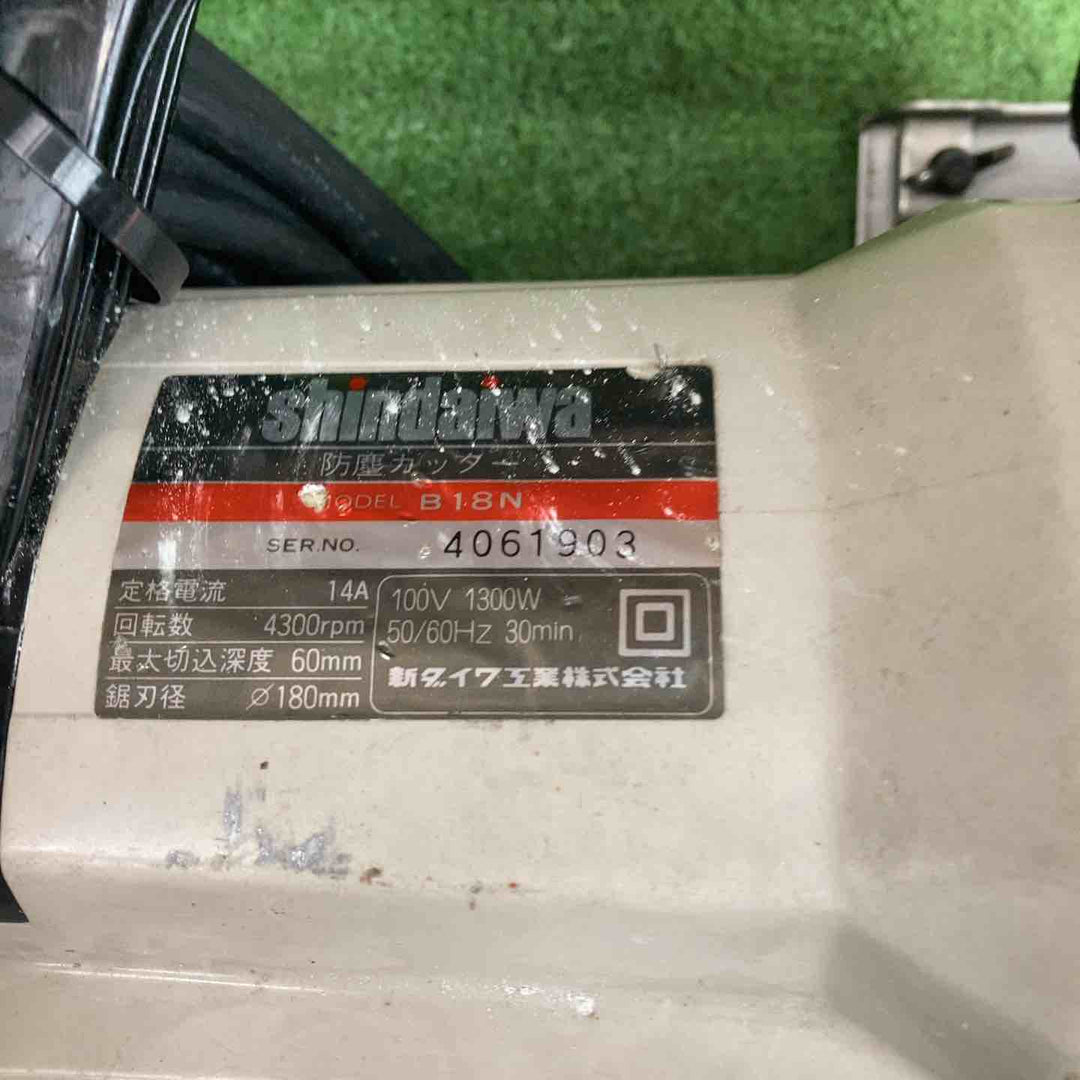 shindaiwa
防塵カッター
MODEL B18N
SER.NO. 4061903
定格電流 14A
回転数 4300rpm
最大切込深度 60mm
鋸刃径 ∅180mm
100V 1300W
50/60Hz 30min
新ダイワ工業株式会社